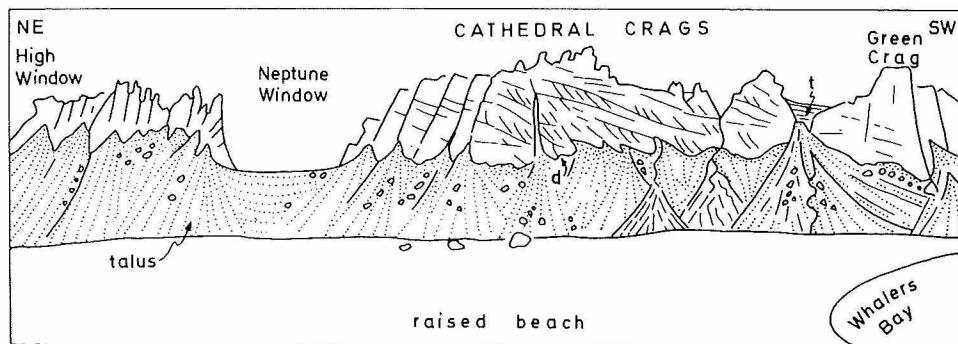 NE
CATHEDRAL CRAGS
SW
High
Window
Neptune
Window
Green
Crag
t
d
talus
raised beach
Whalers
Bay